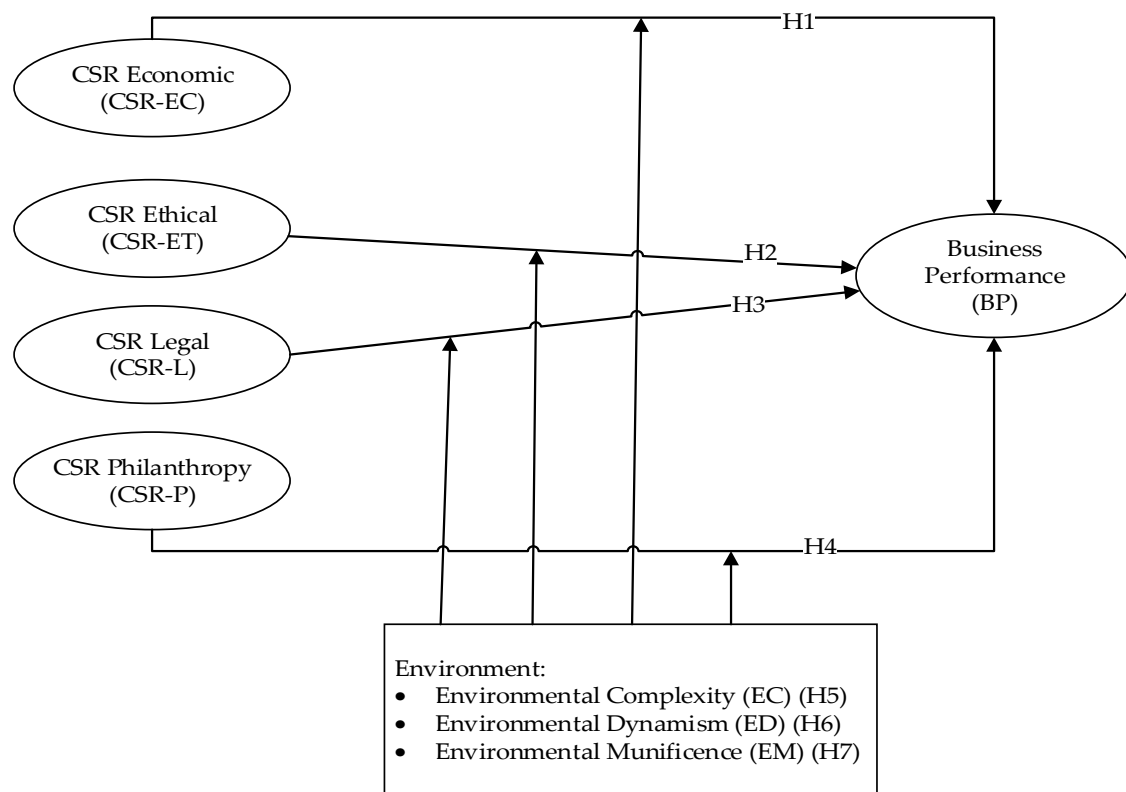 H1
CSR Economic
(CSR-EC)
CSR Ethical
(CSR-ET)
H2
Business
Performance
(BP)
H3
CSR Legal
(CSR-L)
CSR Philanthropy
(CSR-P)
H4
Environment:
• Environmental Complexity (EC) (H5)
• Environmental Dynamism (ED) (H6)
• Environmental Munificence (EM) (H7)